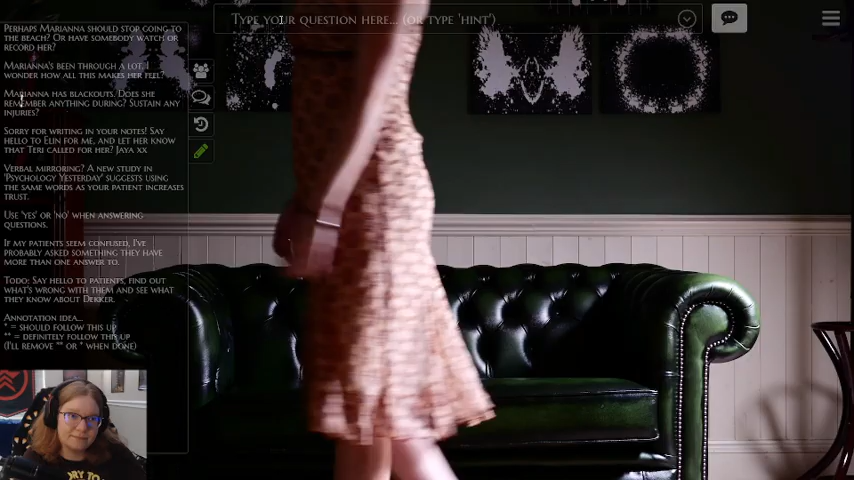 Type your question here... (or type 'hint')
Perhaps Marianna should stop going
to the beach? Or have somebody watch or
record her?
Marianna's been through a lot. I
wonder how all this makes her feel?
Marianna has blackouts. Does she
remember anything during? Sustain any
injuries?
Sorry for writing in your notes! Say
hello to Elin for me, and let her know
that Teri called for her? Jaya xx
Verbal mirroring? A new study in
'Psychology Yesterday' suggests using
the same words as your patient increases
trust.
Use 'yes' or 'no' when answering
questions.
If my patients seem confused, I've
probably asked something they have
more than one answer to.
Todo: Say hello to patients, find out
what's wrong with them and see what
they know about Dekker.
Annotation idea...
* = should follow this up
** = definitely follow this up
(I'll remove ** or * when done)